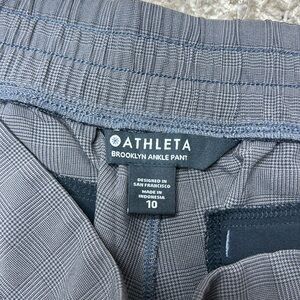 ATHLETA
BROOKLYN ANKLE PANT
DESIGNED IN
SAN FRANCISCO
MADE IN
INDONESIA
10